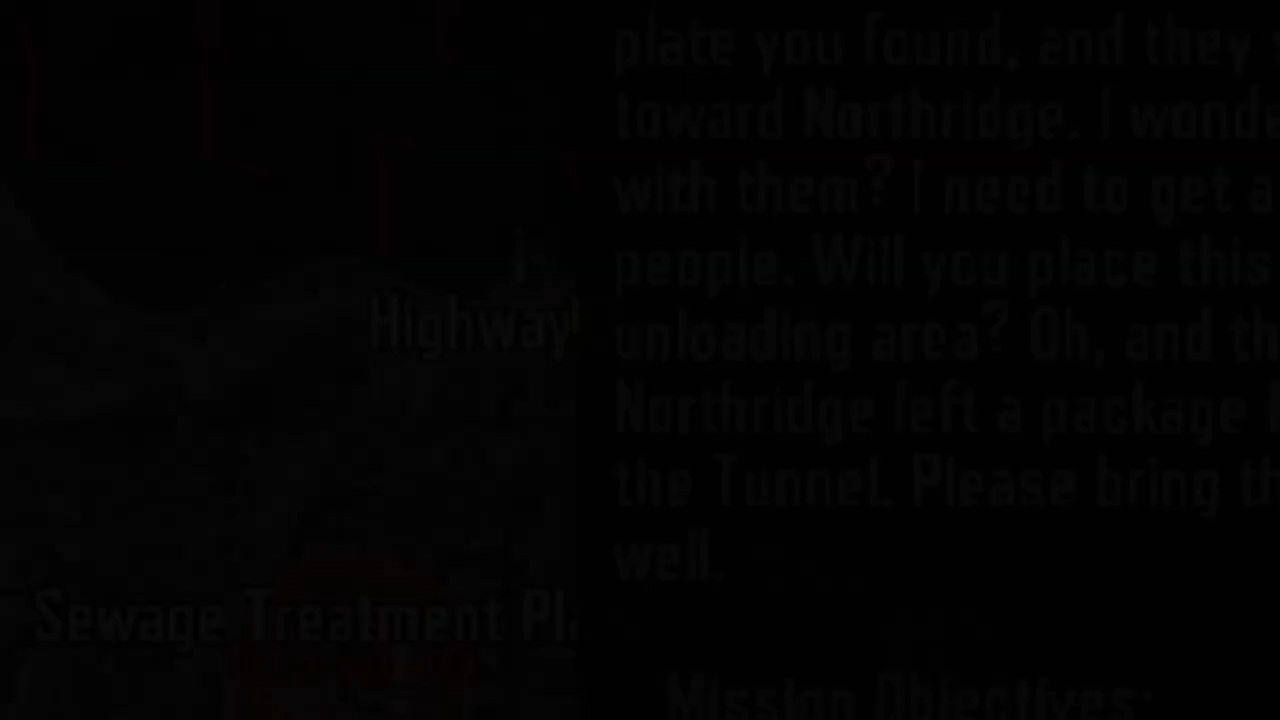 plate you found, and they
toward Northridge. I wonde
with them? I need to get a
people. Will you place this
unloading area? Oh, and th
Northridge left a package
the Tunnel. Please bring th
well.
Highway
Sewage Treatment Pla
Mission Objectives: